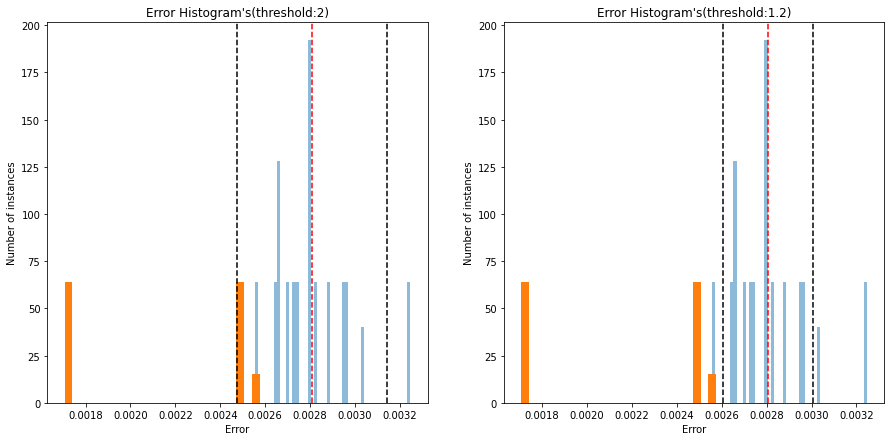 Error Histogram's(threshold:2)
200
175
150
125
100
75
50
25
0
Number of instances
0.0018 0.0020 0.0022 0.0024 0.0026 0.0028 0.0030 0.0032
Error
Error Histogram's(threshold:1.2)
200
175
150
125
100
75
50
25
0
Number of instances
0.0018 0.0020 0.0022 0.0024 0.0026 0.0028 0.0030 0.0032
Error